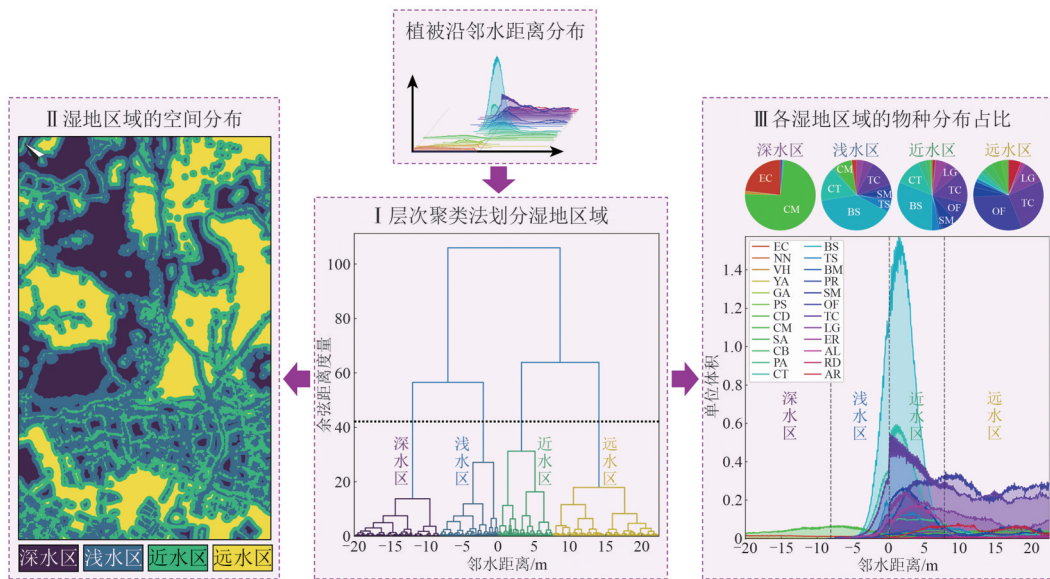 植被沿邻水距离分布
Ⅱ 湿地区域的空间分布
深水区 浅水区 近水区 远水区
Ⅰ 层次聚类法划分湿地区域
余弦距离度量
100
80
60
40
20
0
深水区
浅水区
近水区
远水区
-20 -15 -10 -5 0 5 10 15 20
邻水距离/m
Ⅲ 各湿地区域的物种分布占比
深水区 浅水区 近水区 远水区
EC
CM
CM
CT
TC
SM
TS
BS
CT
LG
TC
OF
SM
BS
LG
TC
OF
EC BS
NN TS
VH BM
YA PR
GA SM
PS OF
CD TC
CM LG
SA ER
CB AL
PA RD
CT AR
单位体积
1.4
1.2
1.0
0.8
0.6
0.4
0.2
0
深水区
浅水区
近水区
远水区
-20 -15 -10 -5 0 5 10 15 20
邻水距离/m